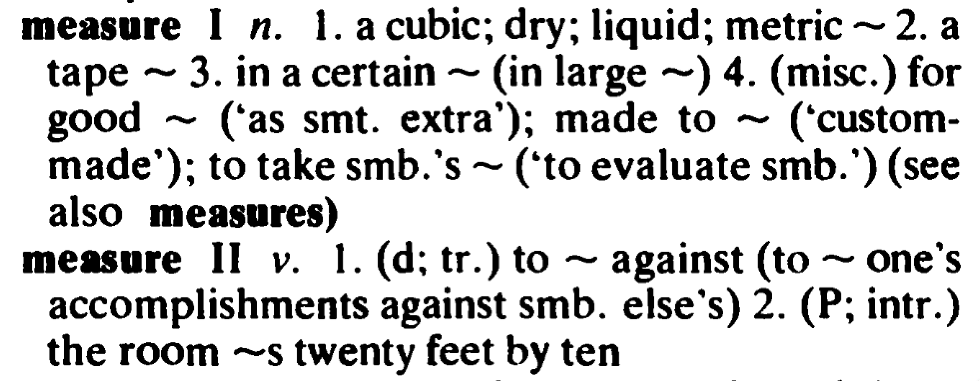 measure I n. 1. a cubic; dry; liquid; metric ~ 2. a
tape ~ 3. in a certain ~ (in large ~) 4. (misc.) for
good ~ (‘as smt. extra’); made to ~ (‘custom-
made’); to take smb.’s ~ (‘to evaluate smb.’) (see
also measures)
measure II v. 1. (d; tr.) to ~ against (to ~ one’s
accomplishments against smb. else’s) 2. (P; intr.)
the room ~s twenty feet by ten